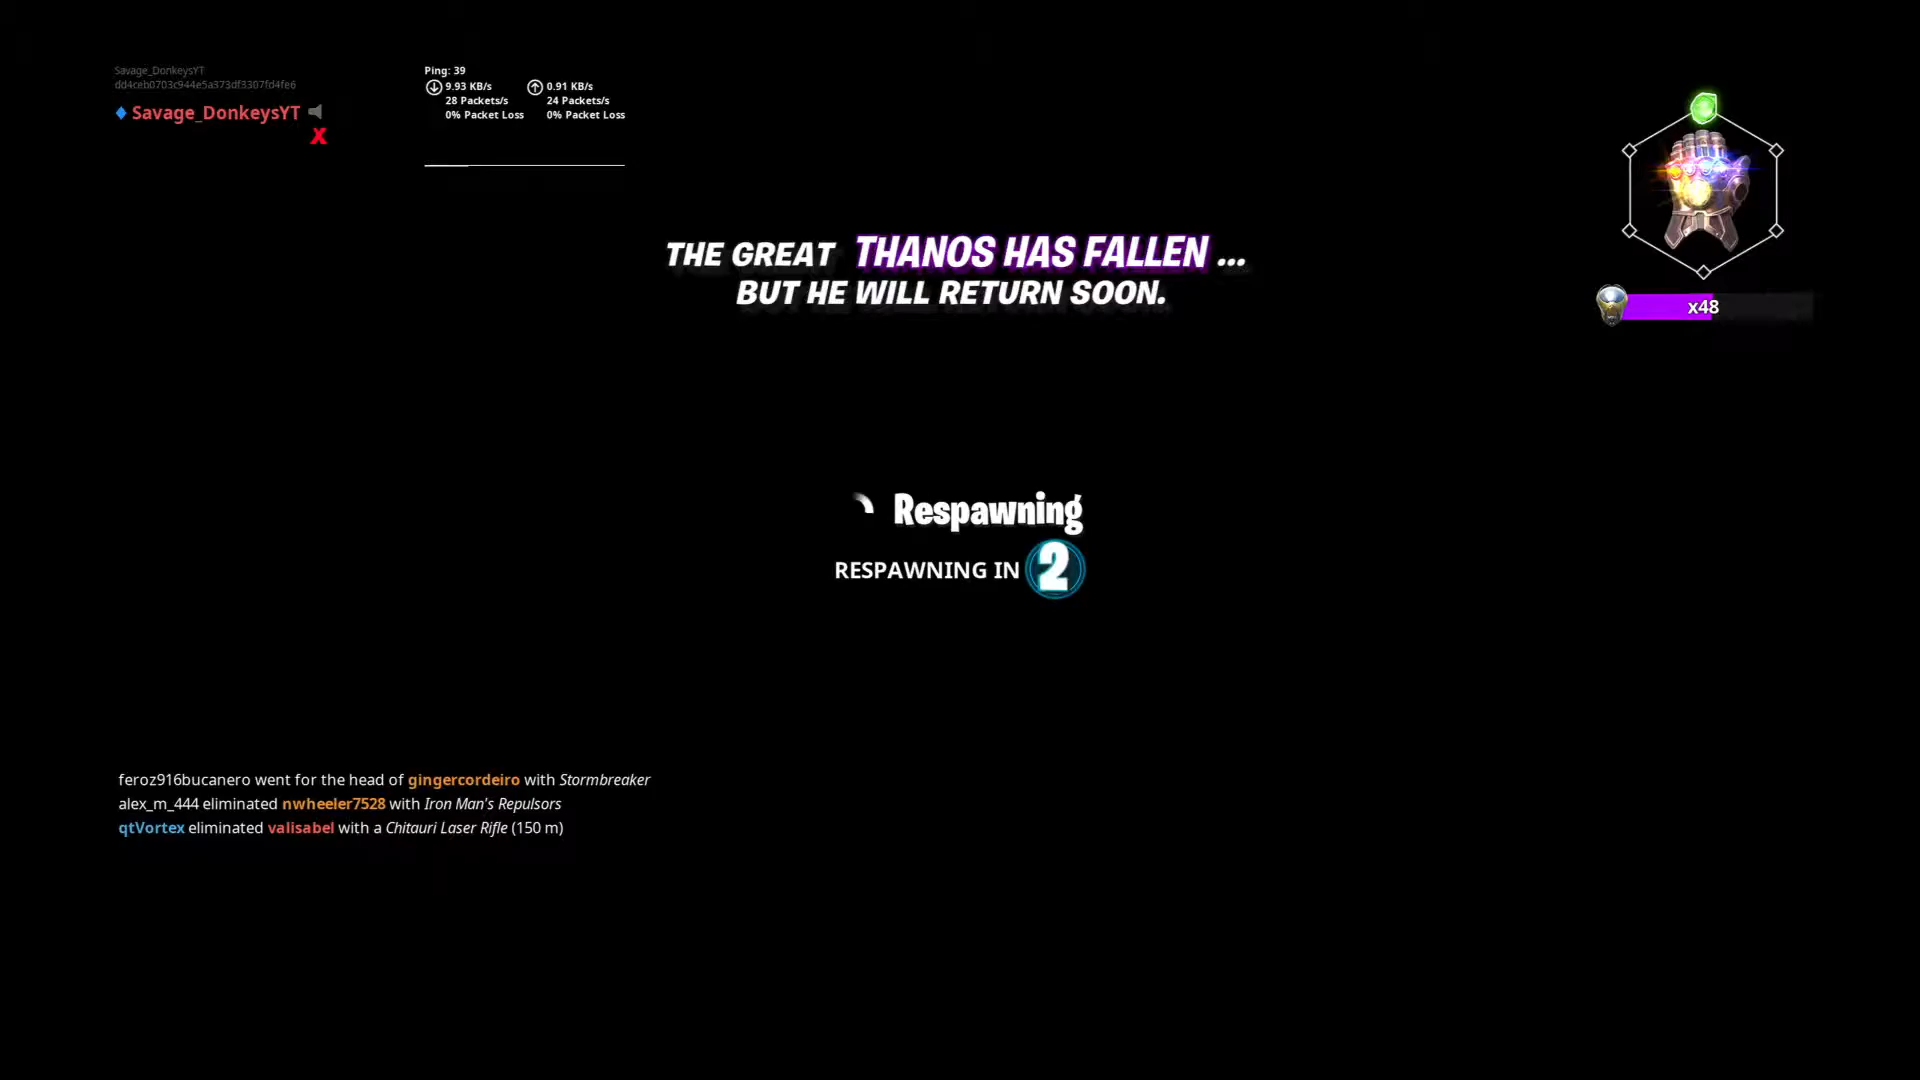 Savage_DonkeysYT
dd4ceb0703c944e5a373df3307fd4fe6
Savage_DonkeysYT
X
Ping: 39
9.93 KB/s 0.91 KB/s
28 Packets/s 24 Packets/s
0% Packet Loss 0% Packet Loss
THE GREAT THANOS HAS FALLEN ...
BUT HE WILL RETURN SOON.
x48
Respawning
RESPAWNING IN 2
feroz916bucanero went for the head of gingercordeiro with Stormbreaker
alex_m_444 eliminated nwheeler7528 with Iron Man's Repulsors
qtVortex eliminated valisabel with a Chitauri Laser Rifle (150 m)